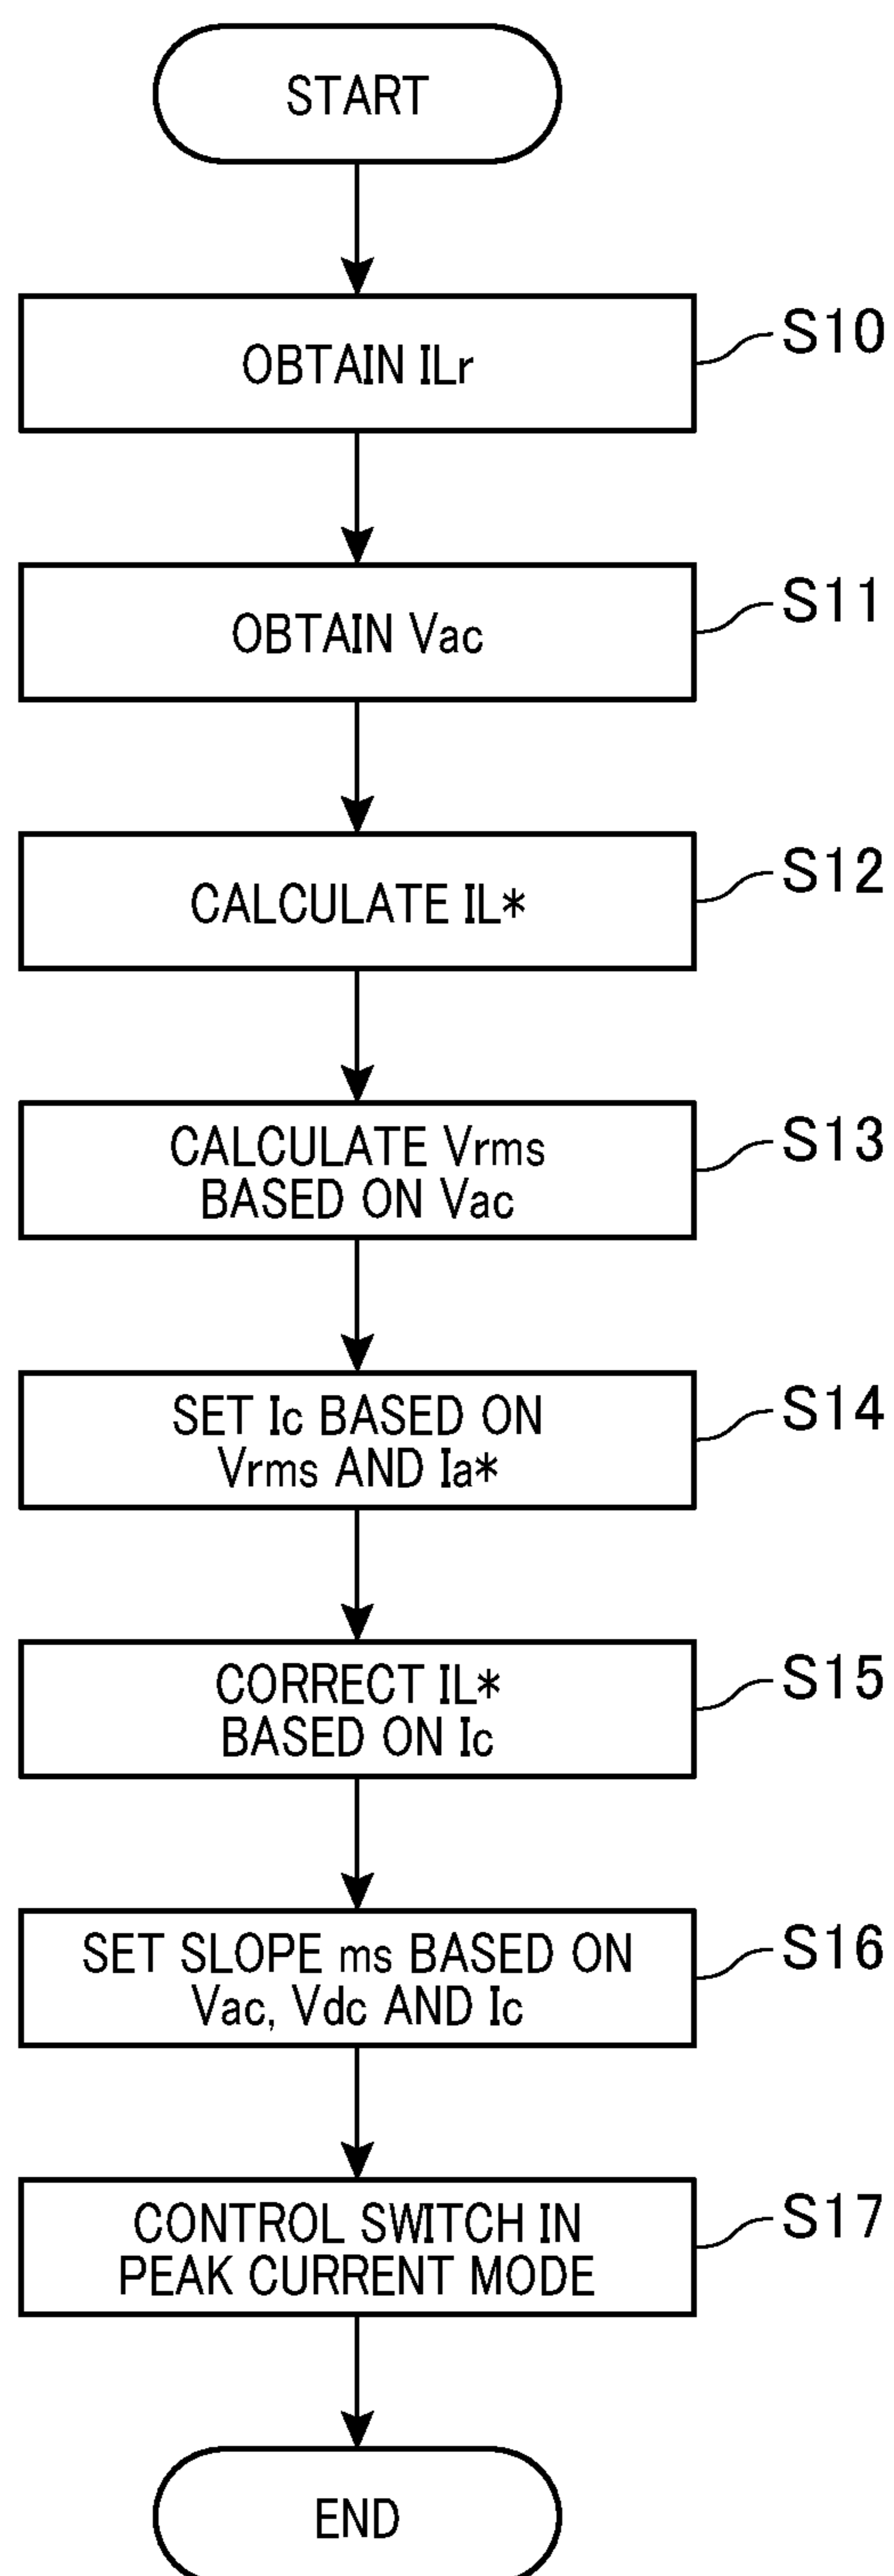 START
OBTAIN ILr
S10
OBTAIN Vac
S11
CALCULATE IL*
S12
CALCULATE Vrms
BASED ON Vac
S13
SET Ic BASED ON
Vrms AND Ia*
S14
CORRECT IL*
BASED ON Ic
S15
SET SLOPE ms BASED ON
Vac, Vdc AND Ic
S16
CONTROL SWITCH IN
PEAK CURRENT MODE
S17
END